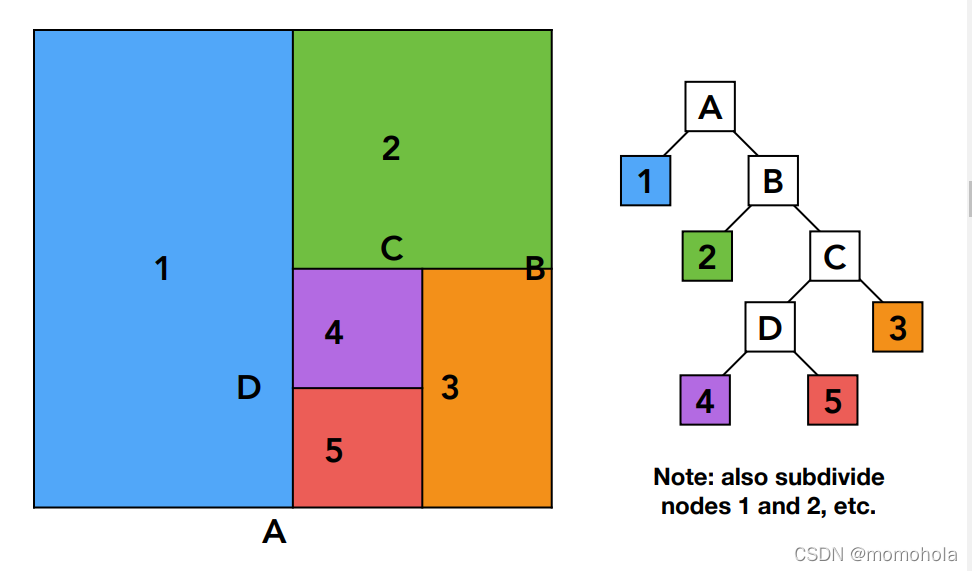 2
C
B
1
4
D
3
5
A
A
1
B
2
C
D
3
4
5
Note: also subdivide
nodes 1 and 2, etc.
CSDN @momohola